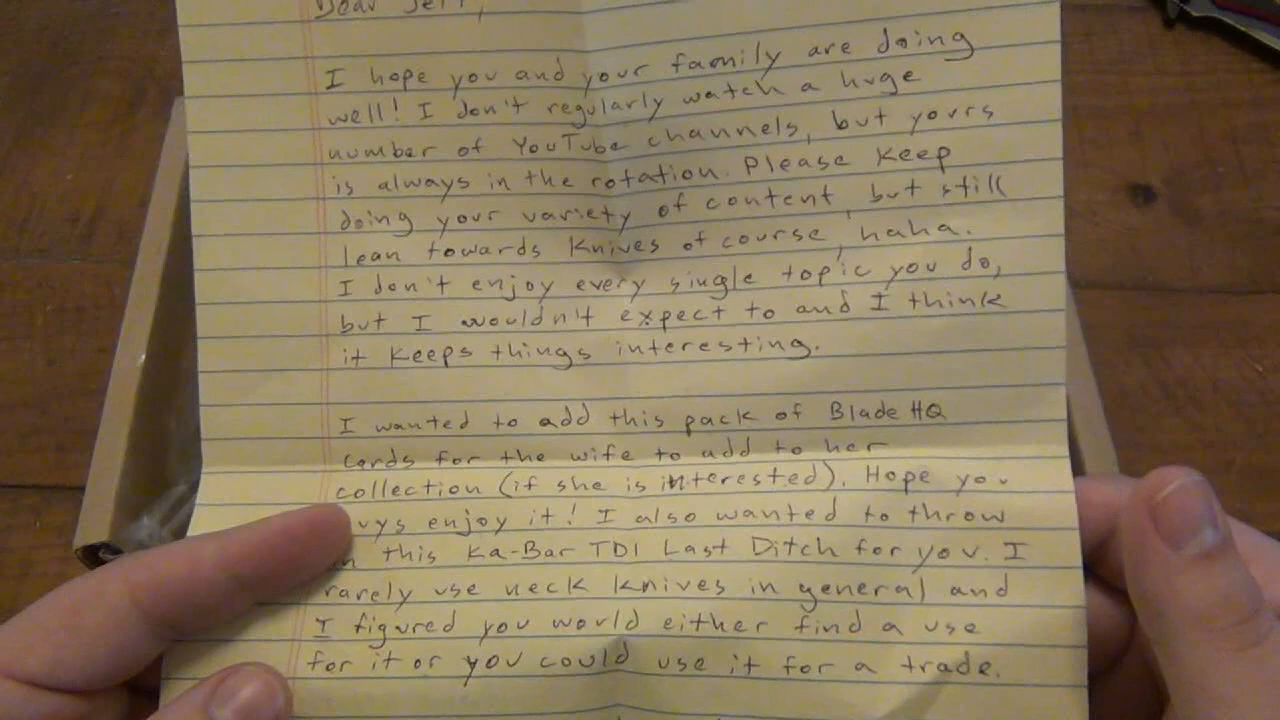 Dear Jeff,
I hope you and your family are doing
well! I don't regularly watch a huge
number of YouTube channels, but yours
is always in the rotation. Please keep
doing your variety of content, but still
lean towards knives of course, haha.
I don't enjoy every single topic you do,
but I wouldn't expect to and I think
it keeps things interesting.
I wanted to add this pack of Blade HQ
cards for the wife to add to her
collection (if she is interested). Hope you
enjoy it! I also wanted to throw
this Ka-Bar TDI Last Ditch for you. I
rarely use neck knives in general and
I figured you would either find a use
for it or you could use it for a trade.